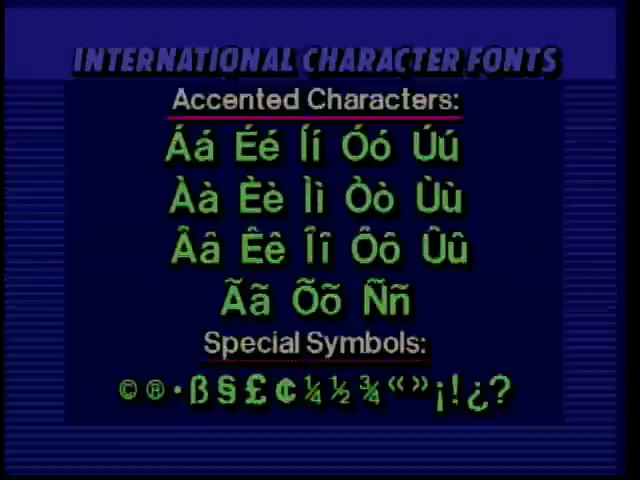 INTERNATIONAL CHARACTER FONTS
Accented Characters:
Áá Éé Íí Óó Úú
Àà Èè Ìì Òò Ùù
Ââ Êê Îî Ôô Ûû
Ãã Õõ Ññ
Special Symbols:
© ® · ß § £ ¢ ¼ ½ ¾ « » ¡ ! ¿ ?